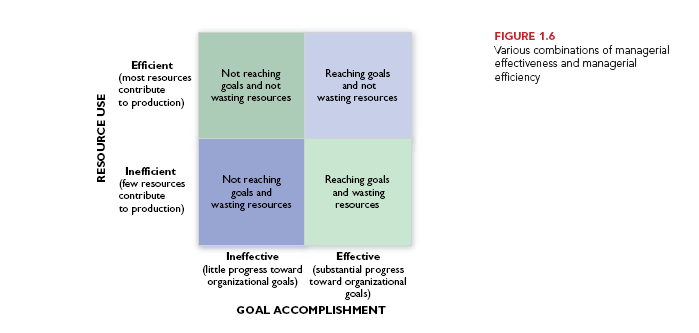 FIGURE 1.6
Various combinations of managerial
effectiveness and managerial
efficiency
RESOURCE USE
Efficient
(most resources
contribute
to production)
Not reaching
goals and not
wasting resources
Reaching goals
and not
wasting resources
Inefficient
(few resources
contribute
to production)
Not reaching
goals and
wasting resources
Reaching goals
and wasting
resources
Ineffective
(little progress toward
organizational goals)
Effective
(substantial progress
toward organizational
goals)
GOAL ACCOMPLISHMENT